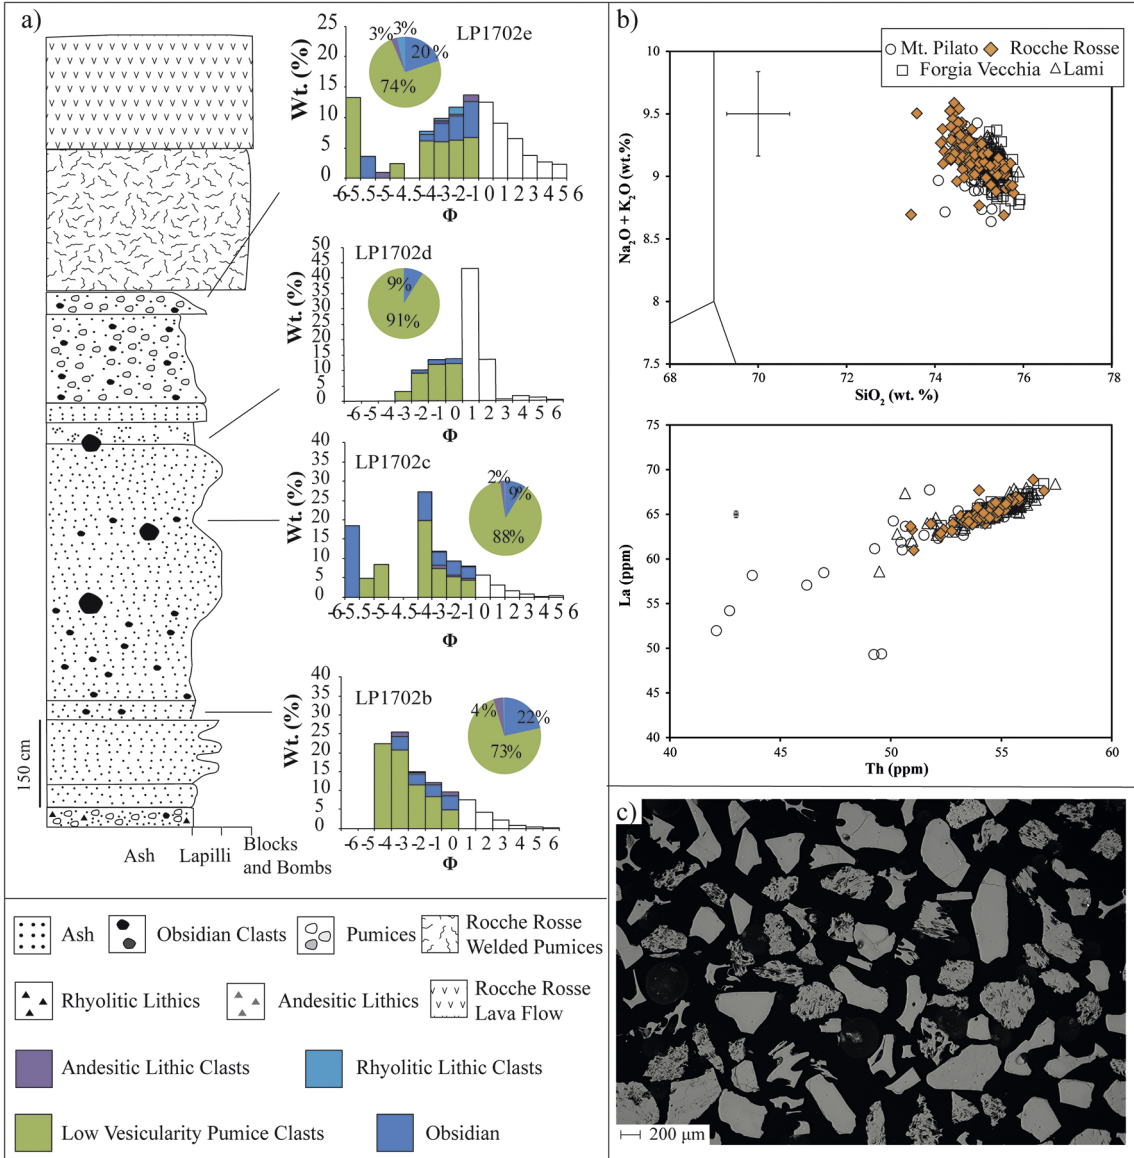 a)
25
20
15
10
5
0
Wt. (%)
3%
3%
20%
74%
LP1702e
-6 -5.5 -5 -4.5 -4 -3 -2 -1 0 1 2 3 4 5 6
Φ
50
45
40
35
30
25
20
15
10
5
0
Wt. (%)
LP1702d
9%
91%
-6 -5 -4 -3 -2 -1 0 1 2 3 4 5 6
Φ
40
35
30
25
20
15
10
5
0
Wt. (%)
LP1702c
2%
9%
88%
-6 -5.5 -5 -4.5 -4 -3 -2 -1 0 1 2 3 4 5 6
Φ
40
35
30
25
20
15
10
5
0
Wt. (%)
LP1702b
4%
22%
73%
-6 -5 -4 -3 -2 -1 0 1 2 3 4 5 6
Φ
150 cm
Ash
Lapilli
Blocks
and Bombs
Ash
Obsidian Clasts
Pumices
Rocche Rosse
Welded Pumices
Rhyolitic Lithics
Andesitic Lithics
Rocche Rosse
Lava Flow
Andesitic Lithic Clasts
Rhyolitic Lithic Clasts
Low Vesicularity Pumice Clasts
Obsidian
b)
Mt. Pilato
Rocche Rosse
Forgia Vecchia
Lami
10
9.5
9
8.5
8
7.5
Na2O + K2O (wt.%)
68 70 72 74 76 78
SiO2 (wt. %)
75
70
65
60
55
50
45
40
La (ppm)
40 45 50 55 60
Th (ppm)
c)
200 μm